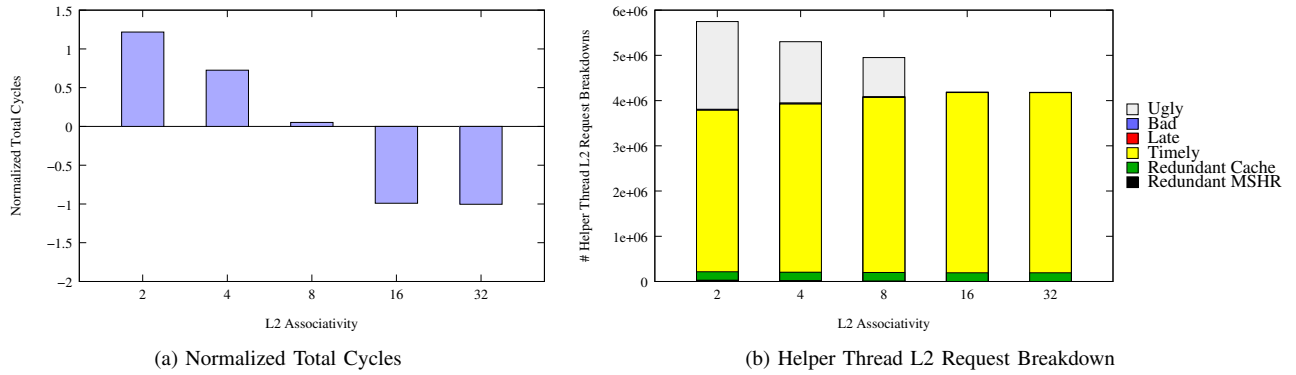 1.5
1
0.5
0
−0.5
−1
−1.5
−2
Normalized Total Cycles
2 4 8 16 32
L2 Associativity
(a) Normalized Total Cycles
6e+06
5e+06
4e+06
3e+06
2e+06
1e+06
0
# Helper Thread L2 Request Breakdowns
2 4 8 16 32
L2 Associativity
Ugly
Bad
Late
Timely
Redundant Cache
Redundant MSHR
(b) Helper Thread L2 Request Breakdown